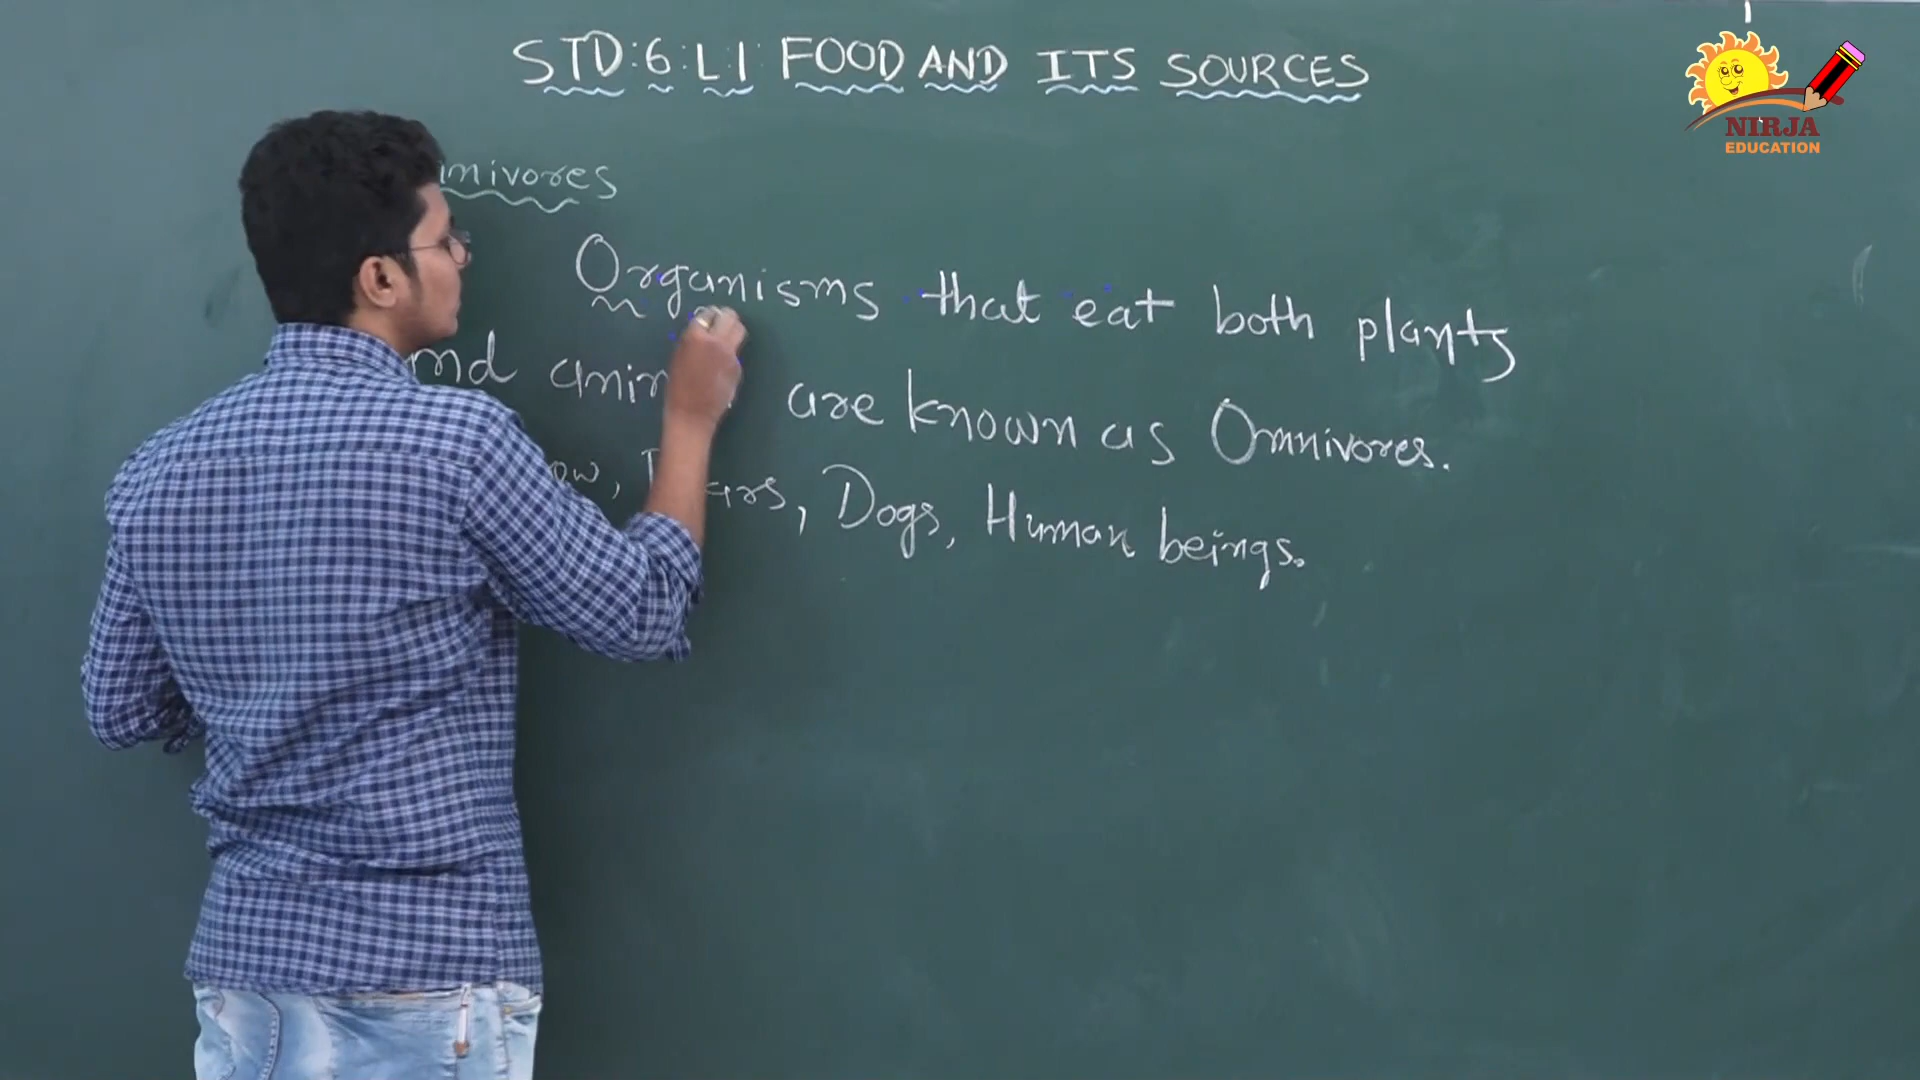 STD:6:L1: FOOD AND ITS SOURCES
NIRJA
EDUCATION
mnivores
Organisms that eat both plants
and are known as Omnivores.
Dogs, Human beings.